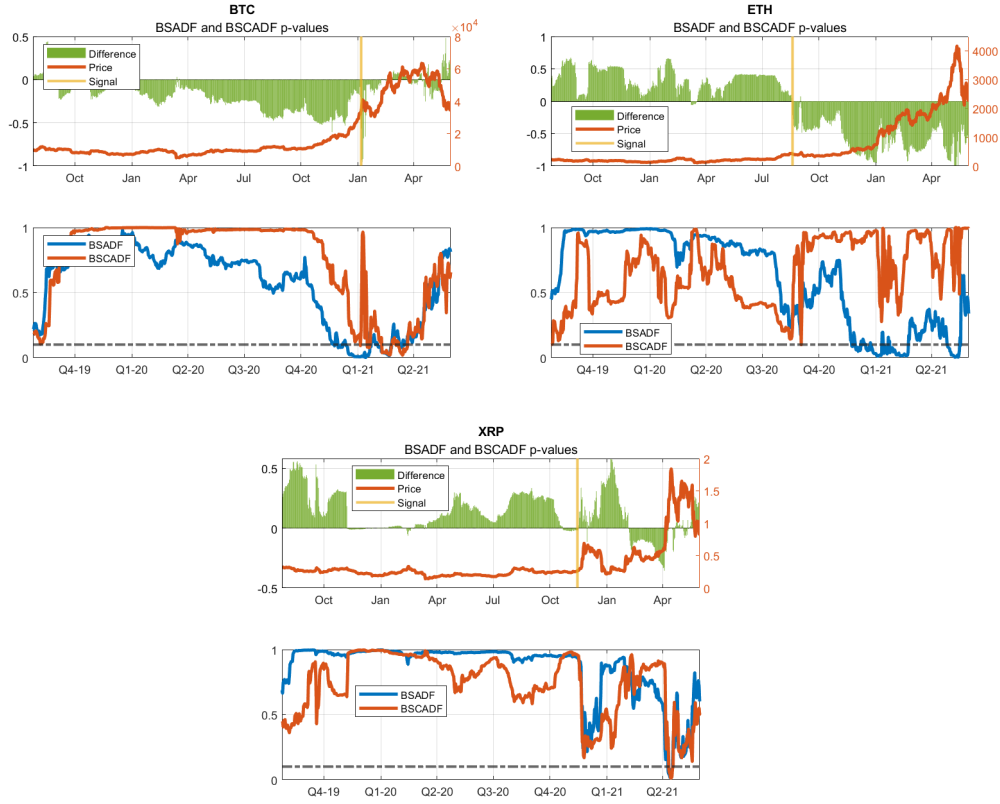 BTC
BSADF and BSCADF p-values
0.5
0
-0.5
-1
Difference
Price
Signal
× 10^4
8
6
4
2
0
Oct
Jan
Apr
Jul
Oct
Jan
Apr
ETH
BSADF and BSCADF p-values
1
0.5
0
-0.5
-1
Difference
Price
Signal
4000
3000
2000
1000
0
Oct
Jan
Apr
Jul
Oct
Jan
Apr
1
0.5
0
BSADF
BSCADF
Q4-19
Q1-20
Q2-20
Q3-20
Q4-20
Q1-21
Q2-21
1
0.5
0
BSADF
BSCADF
Q4-19
Q1-20
Q2-20
Q3-20
Q4-20
Q1-21
Q2-21
XRP
BSADF and BSCADF p-values
0.5
0
-0.5
Difference
Price
Signal
2
1.5
1
0.5
0
Oct
Jan
Apr
Jul
Oct
Jan
Apr
1
0.5
0
BSADF
BSCADF
Q4-19
Q1-20
Q2-20
Q3-20
Q4-20
Q1-21
Q2-21